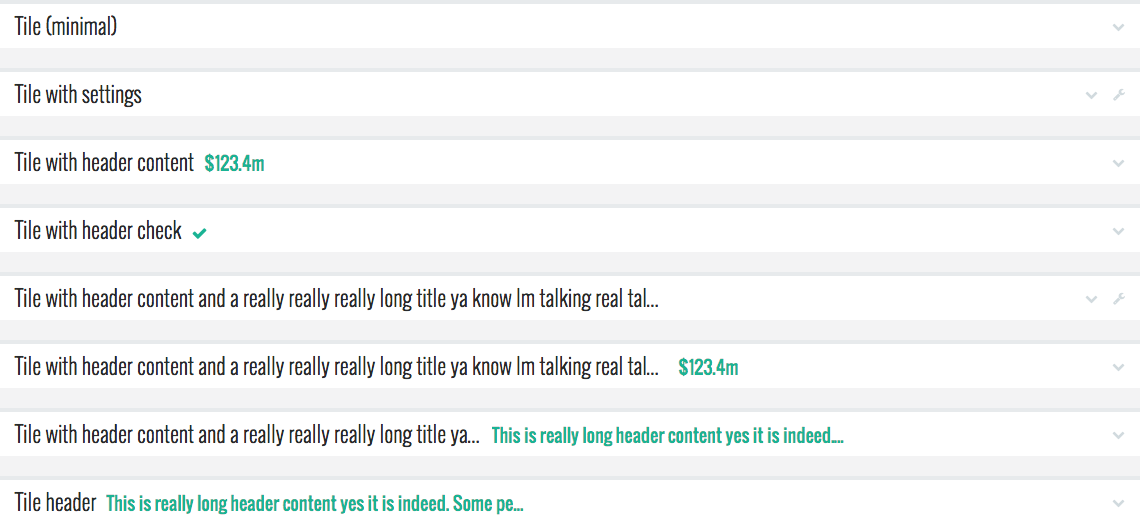 Tile (minimal)
Tile with settings
Tile with header content $123.4m
Tile with header check
Tile with header content and a really really really long title ya know Im talking real tal...
Tile with header content and a really really really long title ya know Im talking real tal... $123.4m
Tile with header content and a really really really long title ya... This is really long header content yes it is indeed....
Tile header This is really long header content yes it is indeed. Some pe...